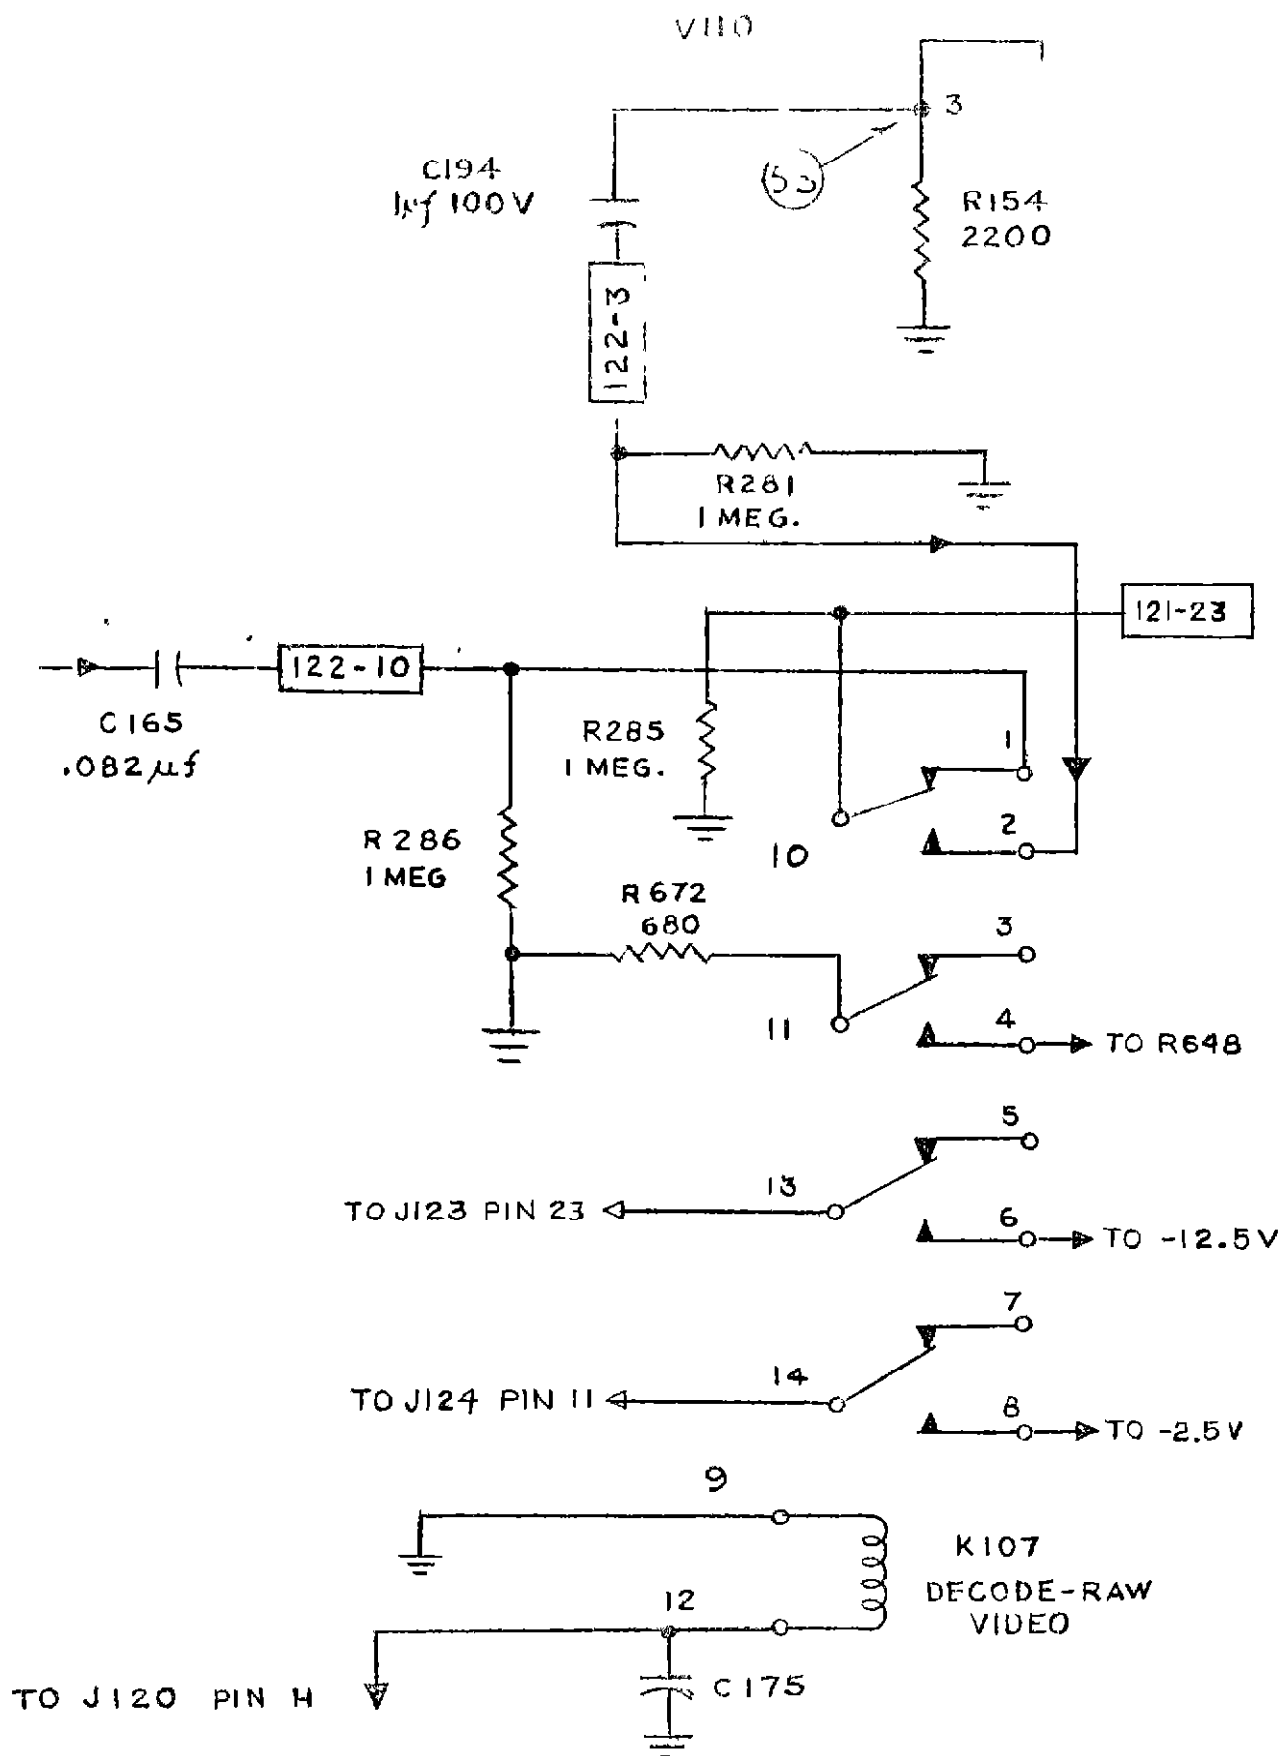 V110
3
C194
1μf 100V
53
R154
2200
122-3
R281
1 MEG.
121-23
122-10
C165
.082μf
R285
1 MEG.
1
2
10
R286
1 MEG
R672
680
3
11
4
TO R648
5
13
TO J123 PIN 23
6
TO -12.5V
7
14
TO J124 PIN 11
8
TO -2.5V
9
K107
DECODE-RAW
VIDEO
12
TO J120 PIN H
C175